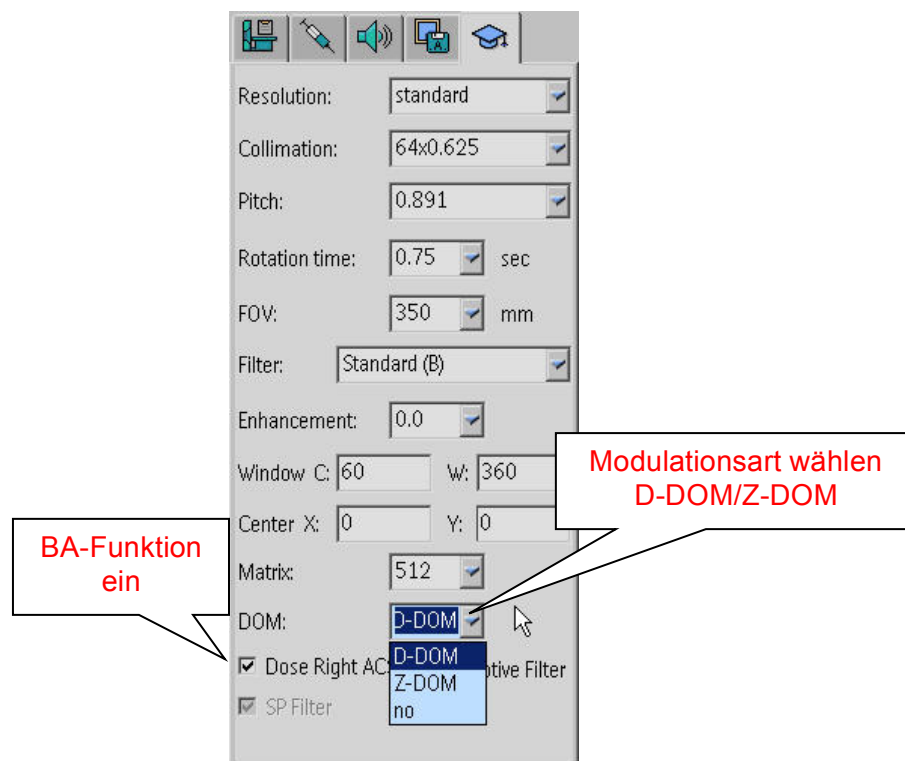 Resolution: standard
Collimation: 64x0.625
Pitch: 0.891
Rotation time: 0.75 sec
FOV: 350 mm
Filter: Standard (B)
Enhancement: 0.0
Window C: 60 W: 360
Modulationsart wählen
D-DOM/Z-DOM
Center X: 0 Y: 0
BA-Funktion
ein
Matrix: 512
DOM: D-DOM
D-DOM
Dose Right ACS Filter
Z-DOM
SP Filter
no